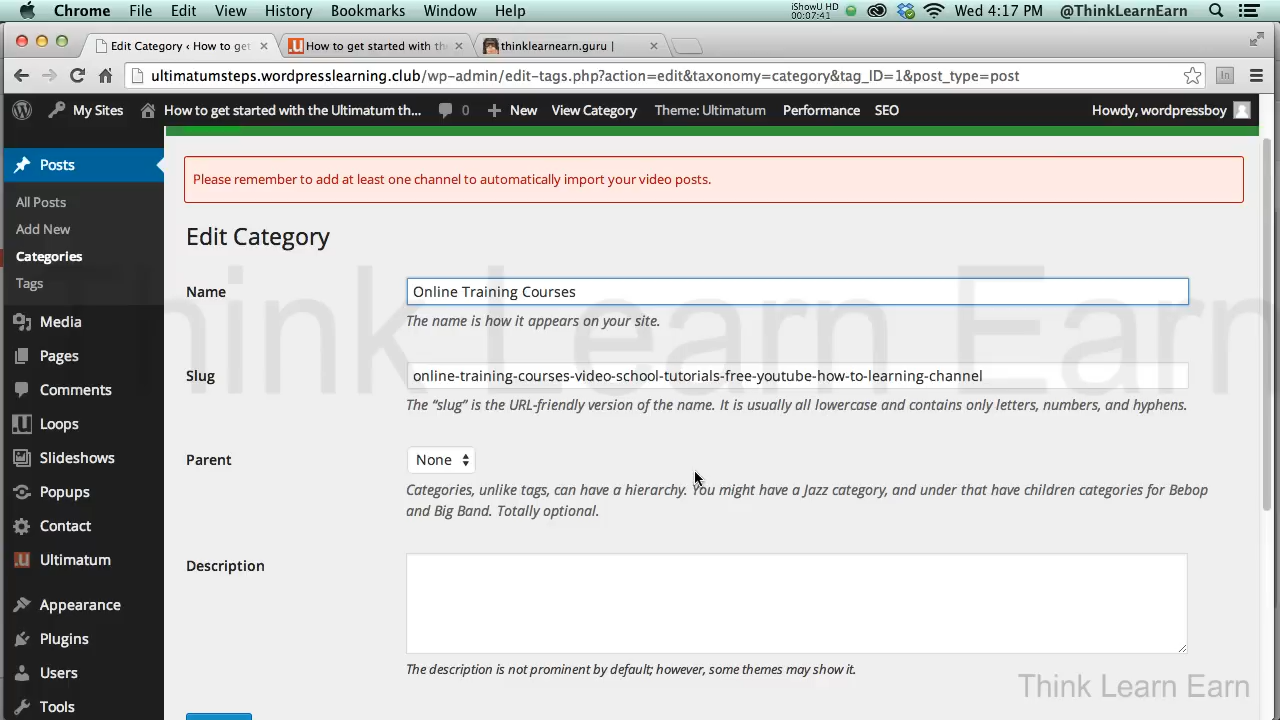 Chrome File Edit View History Bookmarks Window Help iShowU HD 00:07:41 Wed 4:17 PM @ThinkLearnEarn
Edit Category ‹ How to get How to get started with the thinklearnearn.guru |
ultimatumsteps.wordpresslearning.club/wp-admin/edit-tags.php?action=edit&taxonomy=category&tag_ID=1&post_type=post
My Sites How to get started with the Ultimatum th... 0 New View Category Theme: Ultimatum Performance SEO Howdy, wordpressboy
Posts
All Posts
Add New
Categories
Tags
Media
Pages
Comments
Loops
Slideshows
Popups
Contact
Ultimatum
Appearance
Plugins
Users
Tools
Please remember to add at least one channel to automatically import your video posts.
Edit Category
Name Online Training Courses
The name is how it appears on your site.
Slug online-training-courses-video-school-tutorials-free-youtube-how-to-learning-channel
The “slug” is the URL-friendly version of the name. It is usually all lowercase and contains only letters, numbers, and hyphens.
Parent None
Categories, unlike tags, can have a hierarchy. You might have a Jazz category, and under that have children categories for Bebop
and Big Band. Totally optional.
Description
The description is not prominent by default; however, some themes may show it.
Think Learn Earn
Think Learn Earn